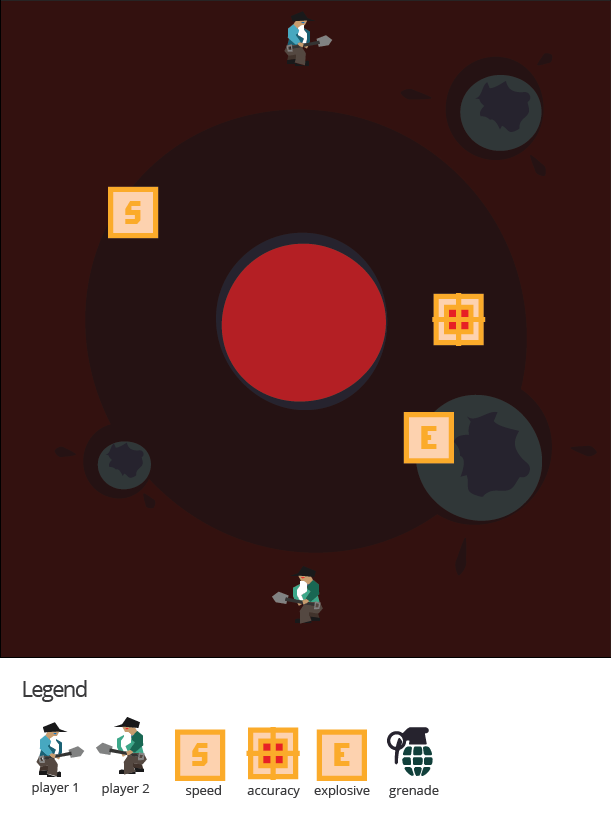 S
E
Legend
S
E
player 1
player 2
speed
accuracy
explosive
grenade